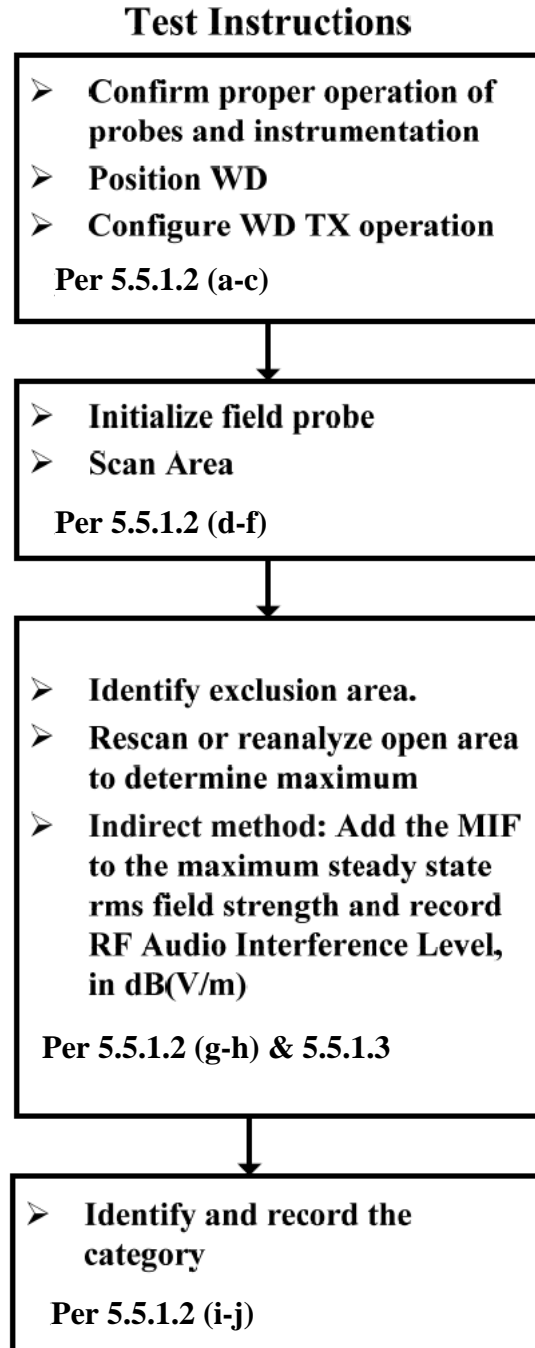 Test Instructions
➢ Confirm proper operation of
probes and instrumentation
➢ Position WD
➢ Configure WD TX operation
Per 5.5.1.2 (a-c)
➢ Initialize field probe
➢ Scan Area
Per 5.5.1.2 (d-f)
➢ Identify exclusion area.
➢ Rescan or reanalyze open area
to determine maximum
➢ Indirect method: Add the MIF
to the maximum steady state
rms field strength and record
RF Audio Interference Level,
in dB(V/m)
Per 5.5.1.2 (g-h) & 5.5.1.3
➢ Identify and record the
category
Per 5.5.1.2 (i-j)